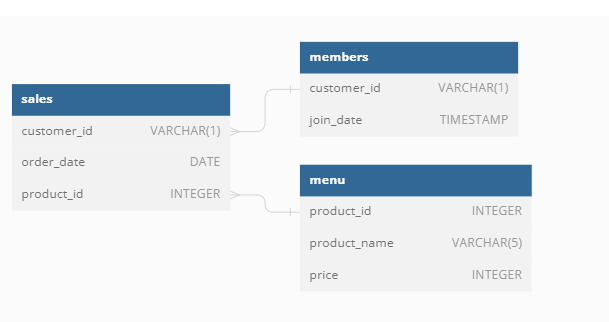 sales
customer_id VARCHAR(1)
order_date DATE
product_id INTEGER
members
customer_id VARCHAR(1)
join_date TIMESTAMP
menu
product_id INTEGER
product_name VARCHAR(5)
price INTEGER